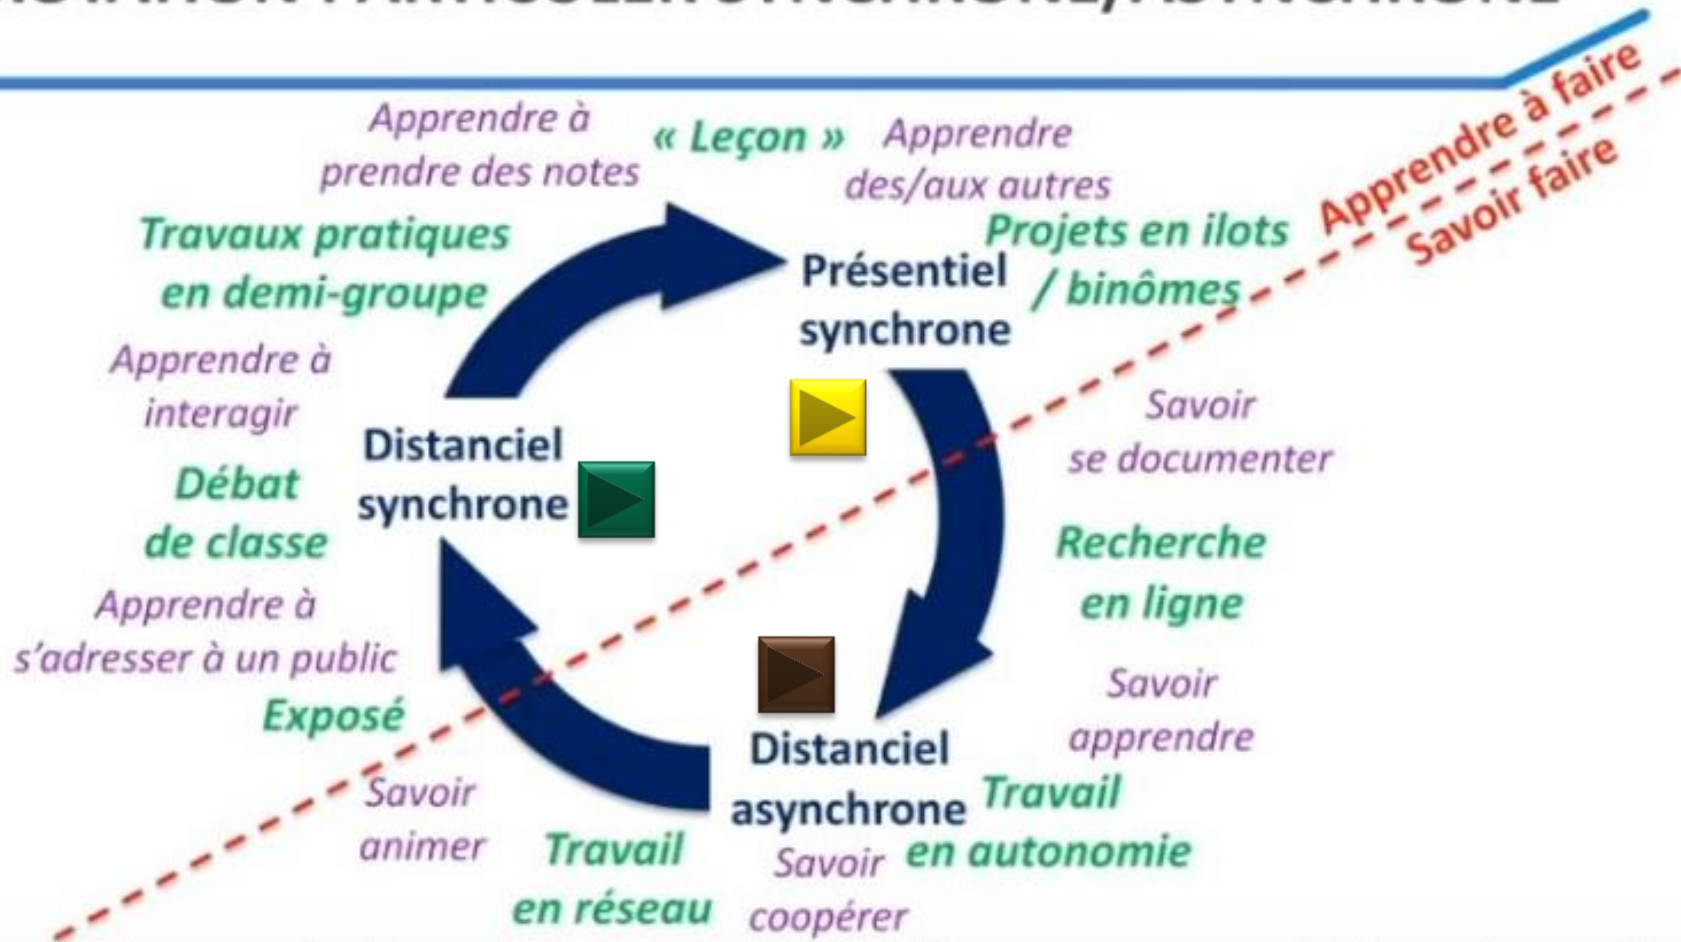 SYNCHRONE/ASYNCHRONE
Apprendre à
prendre des notes
« Leçon »
Apprendre
des/aux autres
Apprendre à faire
Savoir faire
Travaux pratiques
en demi-groupe
Projets en ilots
/ binômes
Présentiel
synchrone
Apprendre à
interagir
Distanciel
synchrone
Savoir
se documenter
Débat
de classe
Recherche
en ligne
Apprendre à
s’adresser à un public
Exposé
Savoir
apprendre
Distanciel
asynchrone
Travail
en autonomie
Savoir
animer
Travail
en réseau
Savoir
coopérer